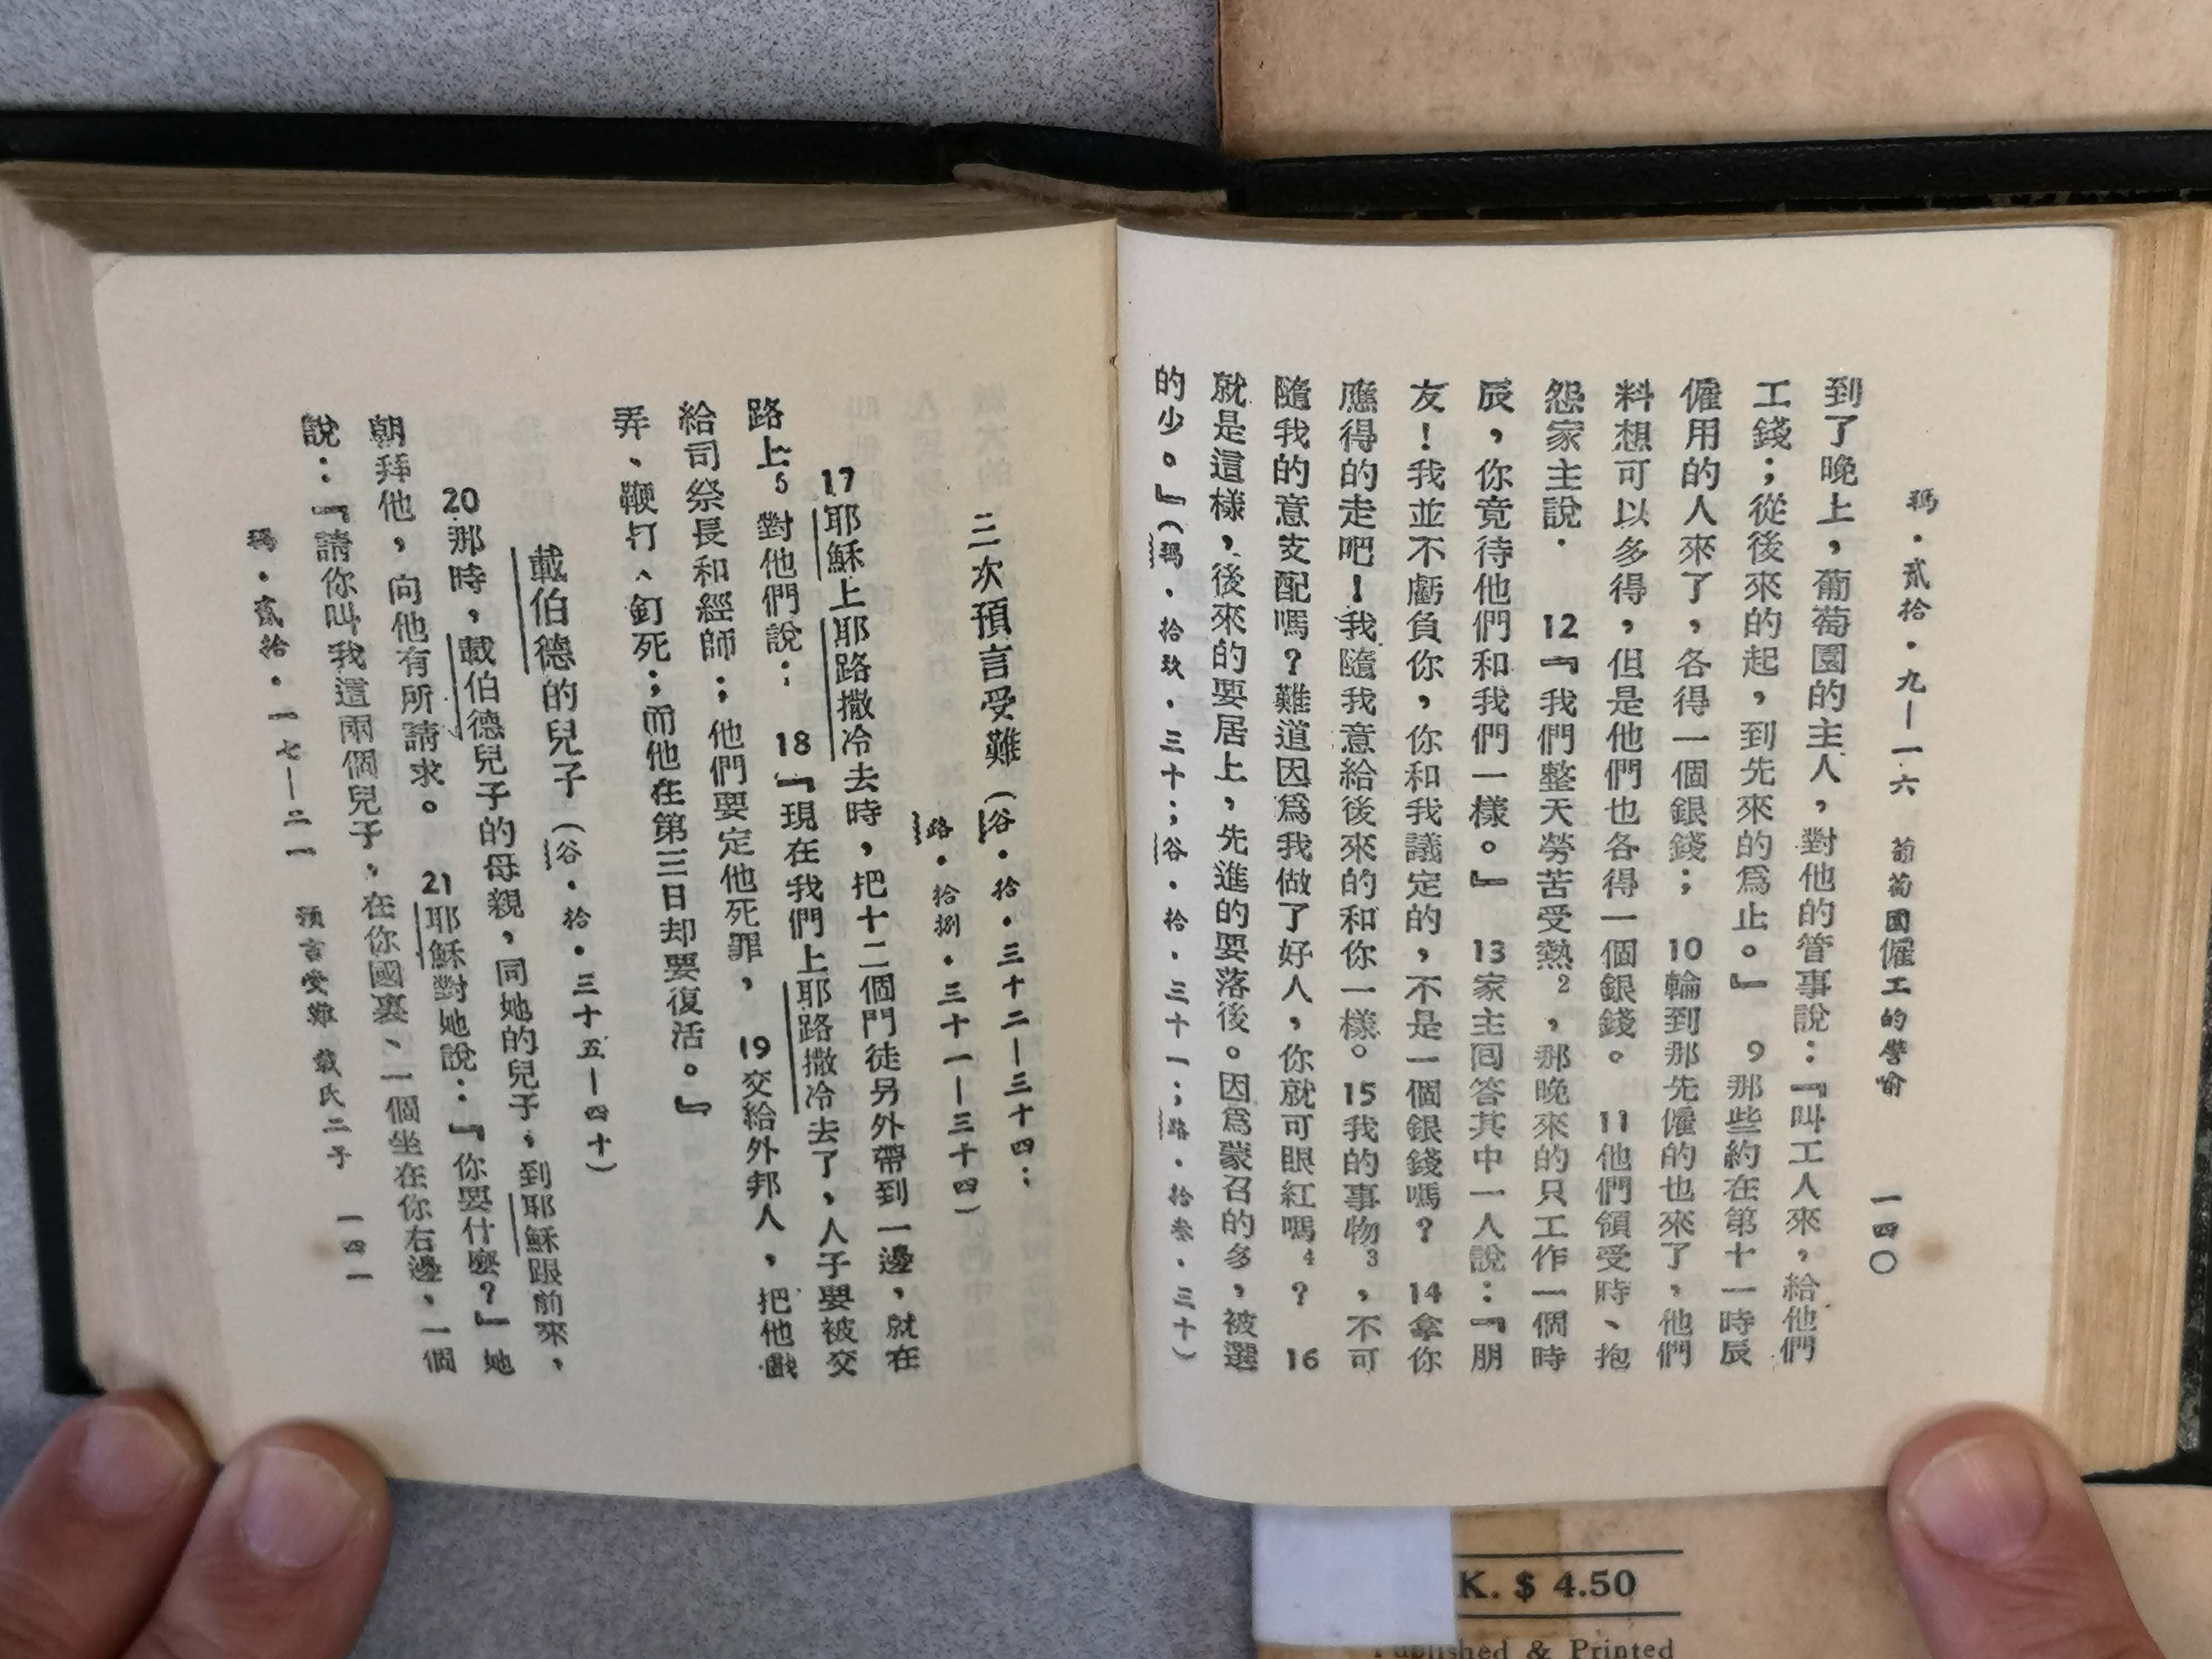 瑪·貳拾·九—一六 葡萄園僱工的譬喻 一四〇
到了晚上，葡萄園的主人，對他的管事說：『叫工人來，給他們
工錢；從後來的起，到先來的爲止。』 9那些約在第十一時辰
僱用的人來了，各得一個銀錢； 10輪到那先僱的也來了，他們
料想可以多得，但是他們也各得一個銀錢。 11他們領受時、抱
怨家主說· 12『我們整天勞苦受熱2，那晚來的只工作一個時
辰，你竟待他們和我們一樣。』 13家主回答其中一人說：『朋
友！我並不虧負你，你和我議定的，不是一個銀錢嗎？ 14拿你
應得的走吧！我隨我意給後來的和你一樣。15我的事物3，不可
隨我的意支配嗎？難道因爲我做了好人，你就可眼紅嗎4？ 16
就是這樣，後來的要居上，先進的要落後。因爲蒙召的多，被選
的少。』（瑪·拾玖·三十；谷·拾·三十一；路·拾叁·三十）
二次預言受難（谷·拾·三十二—三十四；
路·拾捌·三十一—三十四）
17耶穌上耶路撒冷去時，把十二個門徒另外帶到一邊，就在
路上5對他們說： 18『現在我們上耶路撒冷去了，人子要被交
給司祭長和經師；他們要定他死罪， 19交給外邦人，把他戲
弄、鞭打、釘死；而他在第三日却要復活。』
載伯德的兒子（谷·拾·三十五—四十）
20那時，載伯德兒子的母親，同她的兒子，到耶穌跟前來，
朝拜他，向他有所請求。 21耶穌對她說：『你要什麼？』她
說：『請你叫我這兩個兒子，在你國裏、一個坐在你右邊、一個
瑪·貳拾·一七—二一 預言受難 載氏二子 一四一
K. $ 4.50
Published & Printed